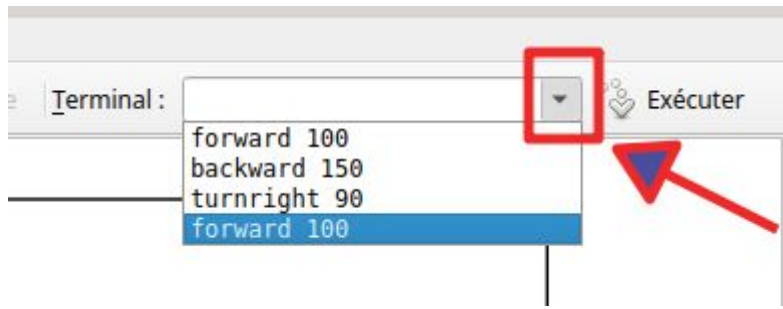 Terminal : Exécuter
forward 100
backward 150
turnright 90
forward 100